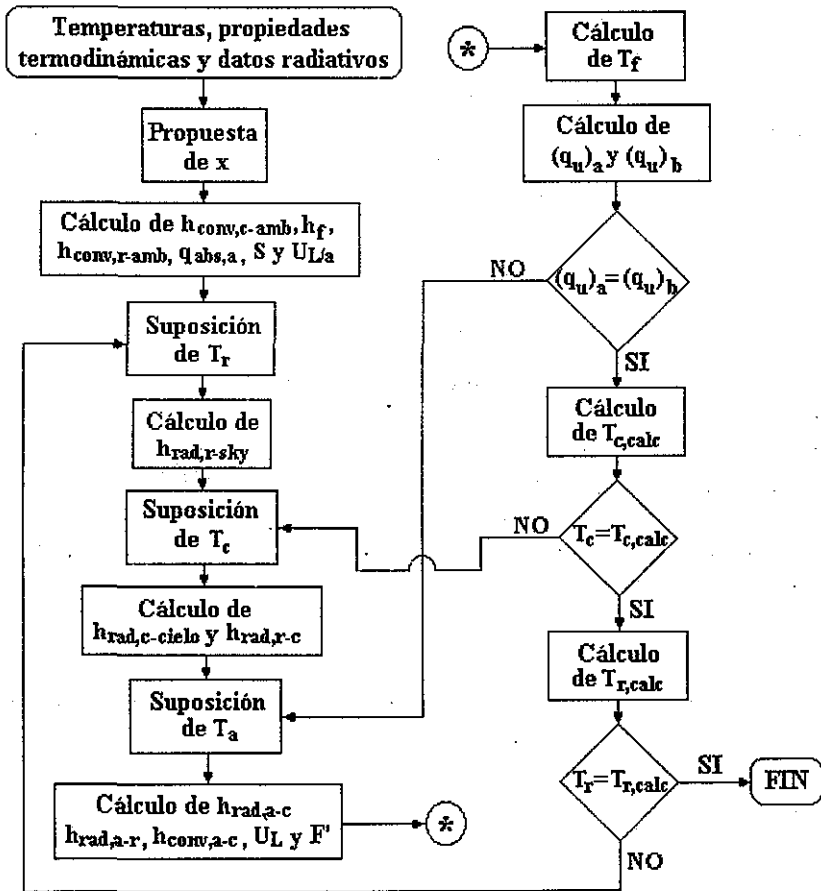 Temperaturas, propiedades
termodinámicas y datos radiativos
Propuesta
de x
Cálculo de h_conv,c-amb, h_f,
h_conv,r-amb, q_abs,a, S y U_L/a
Suposición
de T_r
Cálculo de
h_rad,r-sky
Suposición
de T_c
Cálculo de
h_rad,c-cielo y h_rad,r-c
Suposición
de T_a
Cálculo de h_rad,a-c
h_rad,a-r, h_conv,a-c, U_L y F'
*
*
Cálculo
de T_f
Cálculo de
(q_u)_a y (q_u)_b
(q_u)_a=(q_u)_b
NO
SI
Cálculo
de T_c,calc
T_c=T_c,calc
NO
SI
Cálculo
de T_r,calc
T_r=T_r,calc
SI
FIN
NO